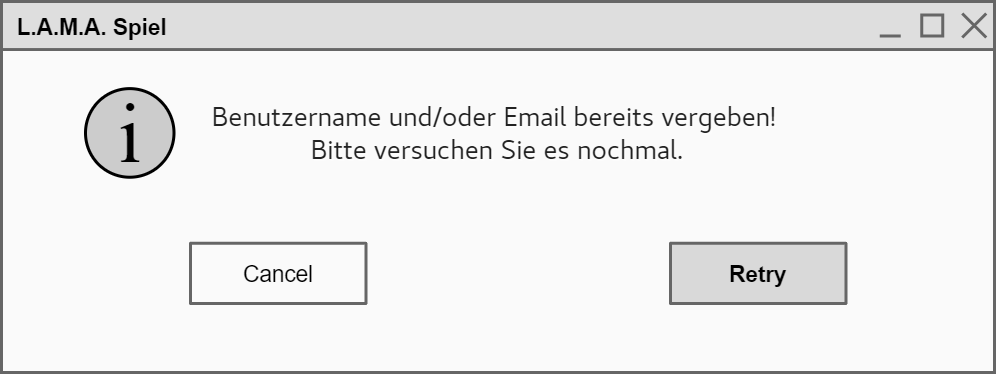 L.A.M.A. Spiel
Benutzername und/oder Email bereits vergeben!
Bitte versuchen Sie es nochmal.
Cancel
Retry